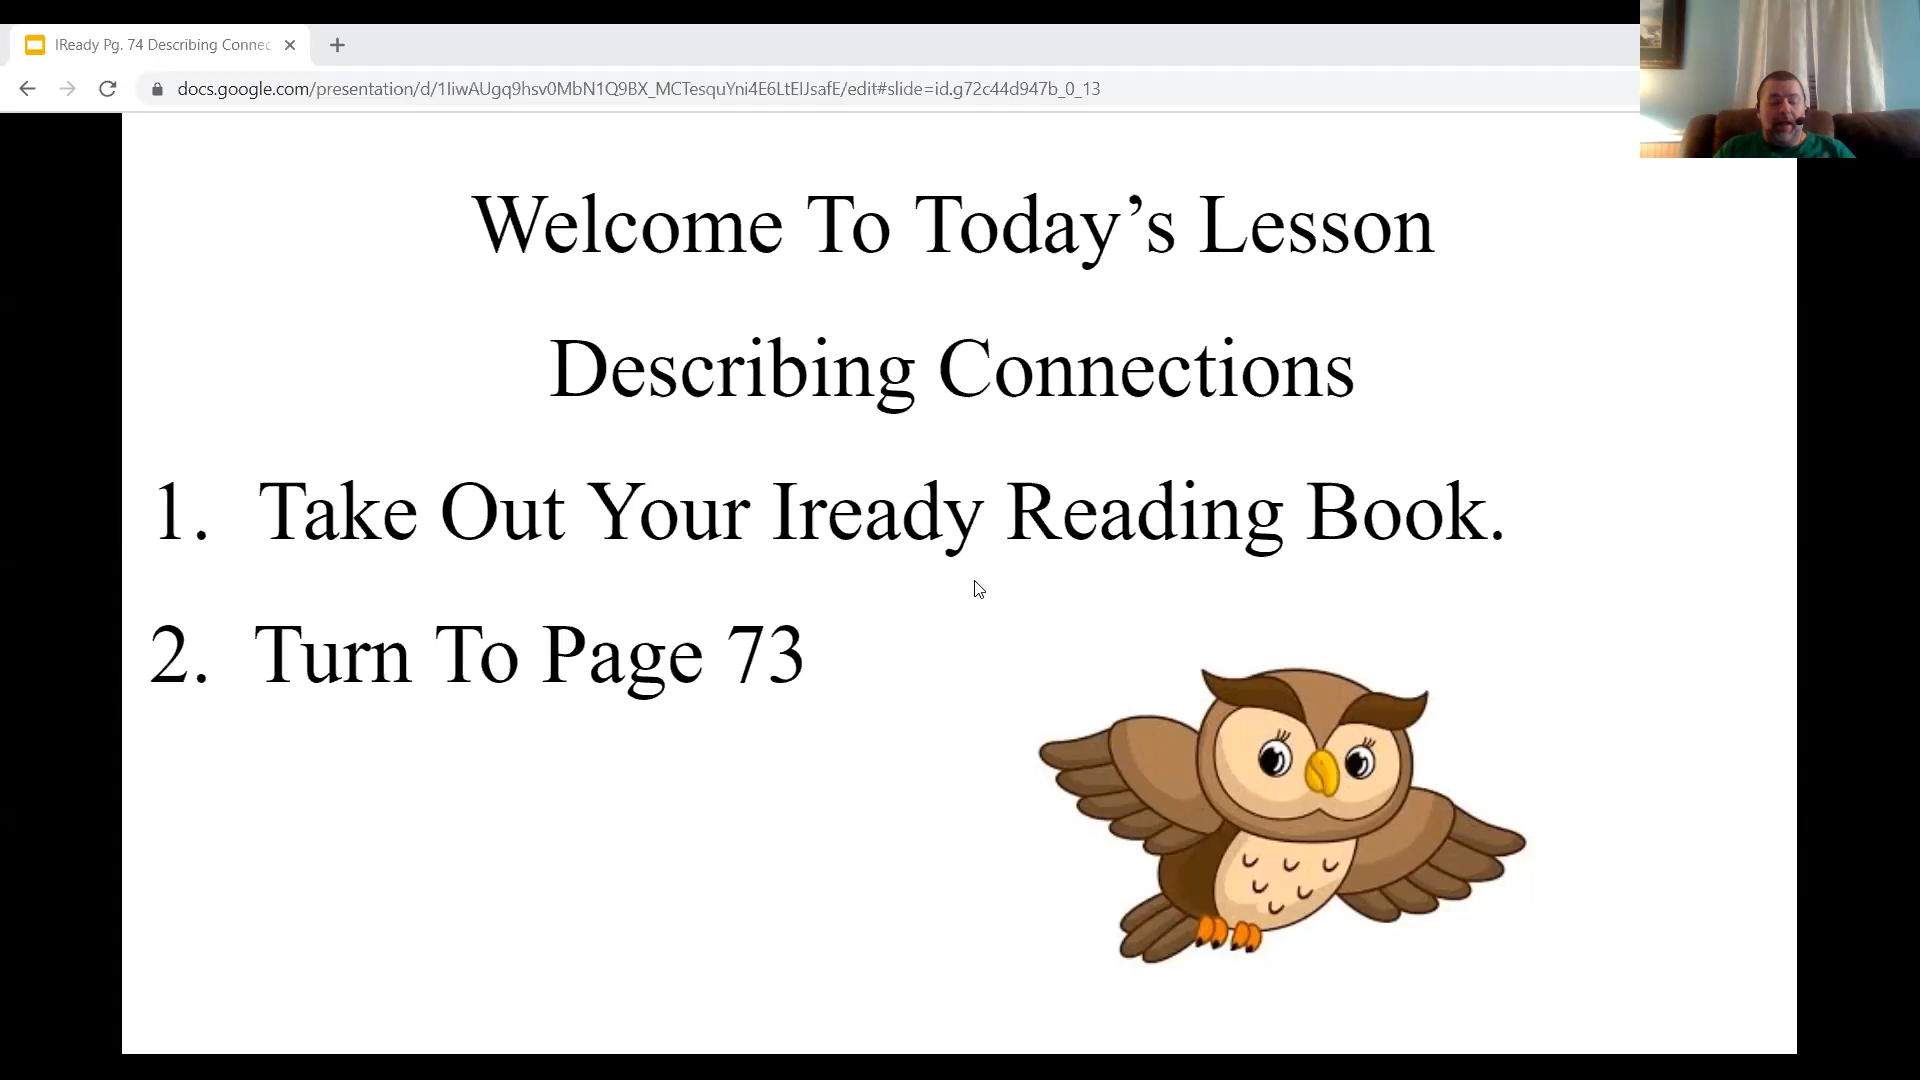 IReady Pg. 74 Describing Connec
docs.google.com/presentation/d/1IiwAUgq9hsv0MbN1Q9BX_MCTesquYni4E6LtEIJsafE/edit#slide=id.g72c44d947b_0_13
Welcome To Today’s Lesson
Describing Connections
1. Take Out Your Iready Reading Book.
2. Turn To Page 73